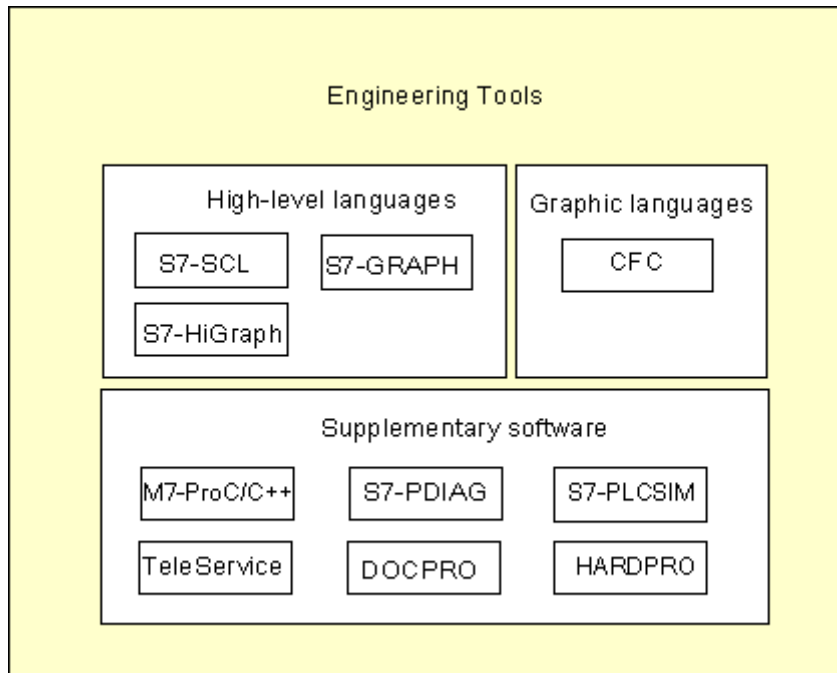 Engineering Tools
High-level languages
S7-SCL
S7-GRAPH
S7-HiGraph
Graphic languages
CFC
Supplementary software
M7-ProC/C++
S7-PDIAG
S7-PLCSIM
TeleService
DOCPRO
HARDPRO